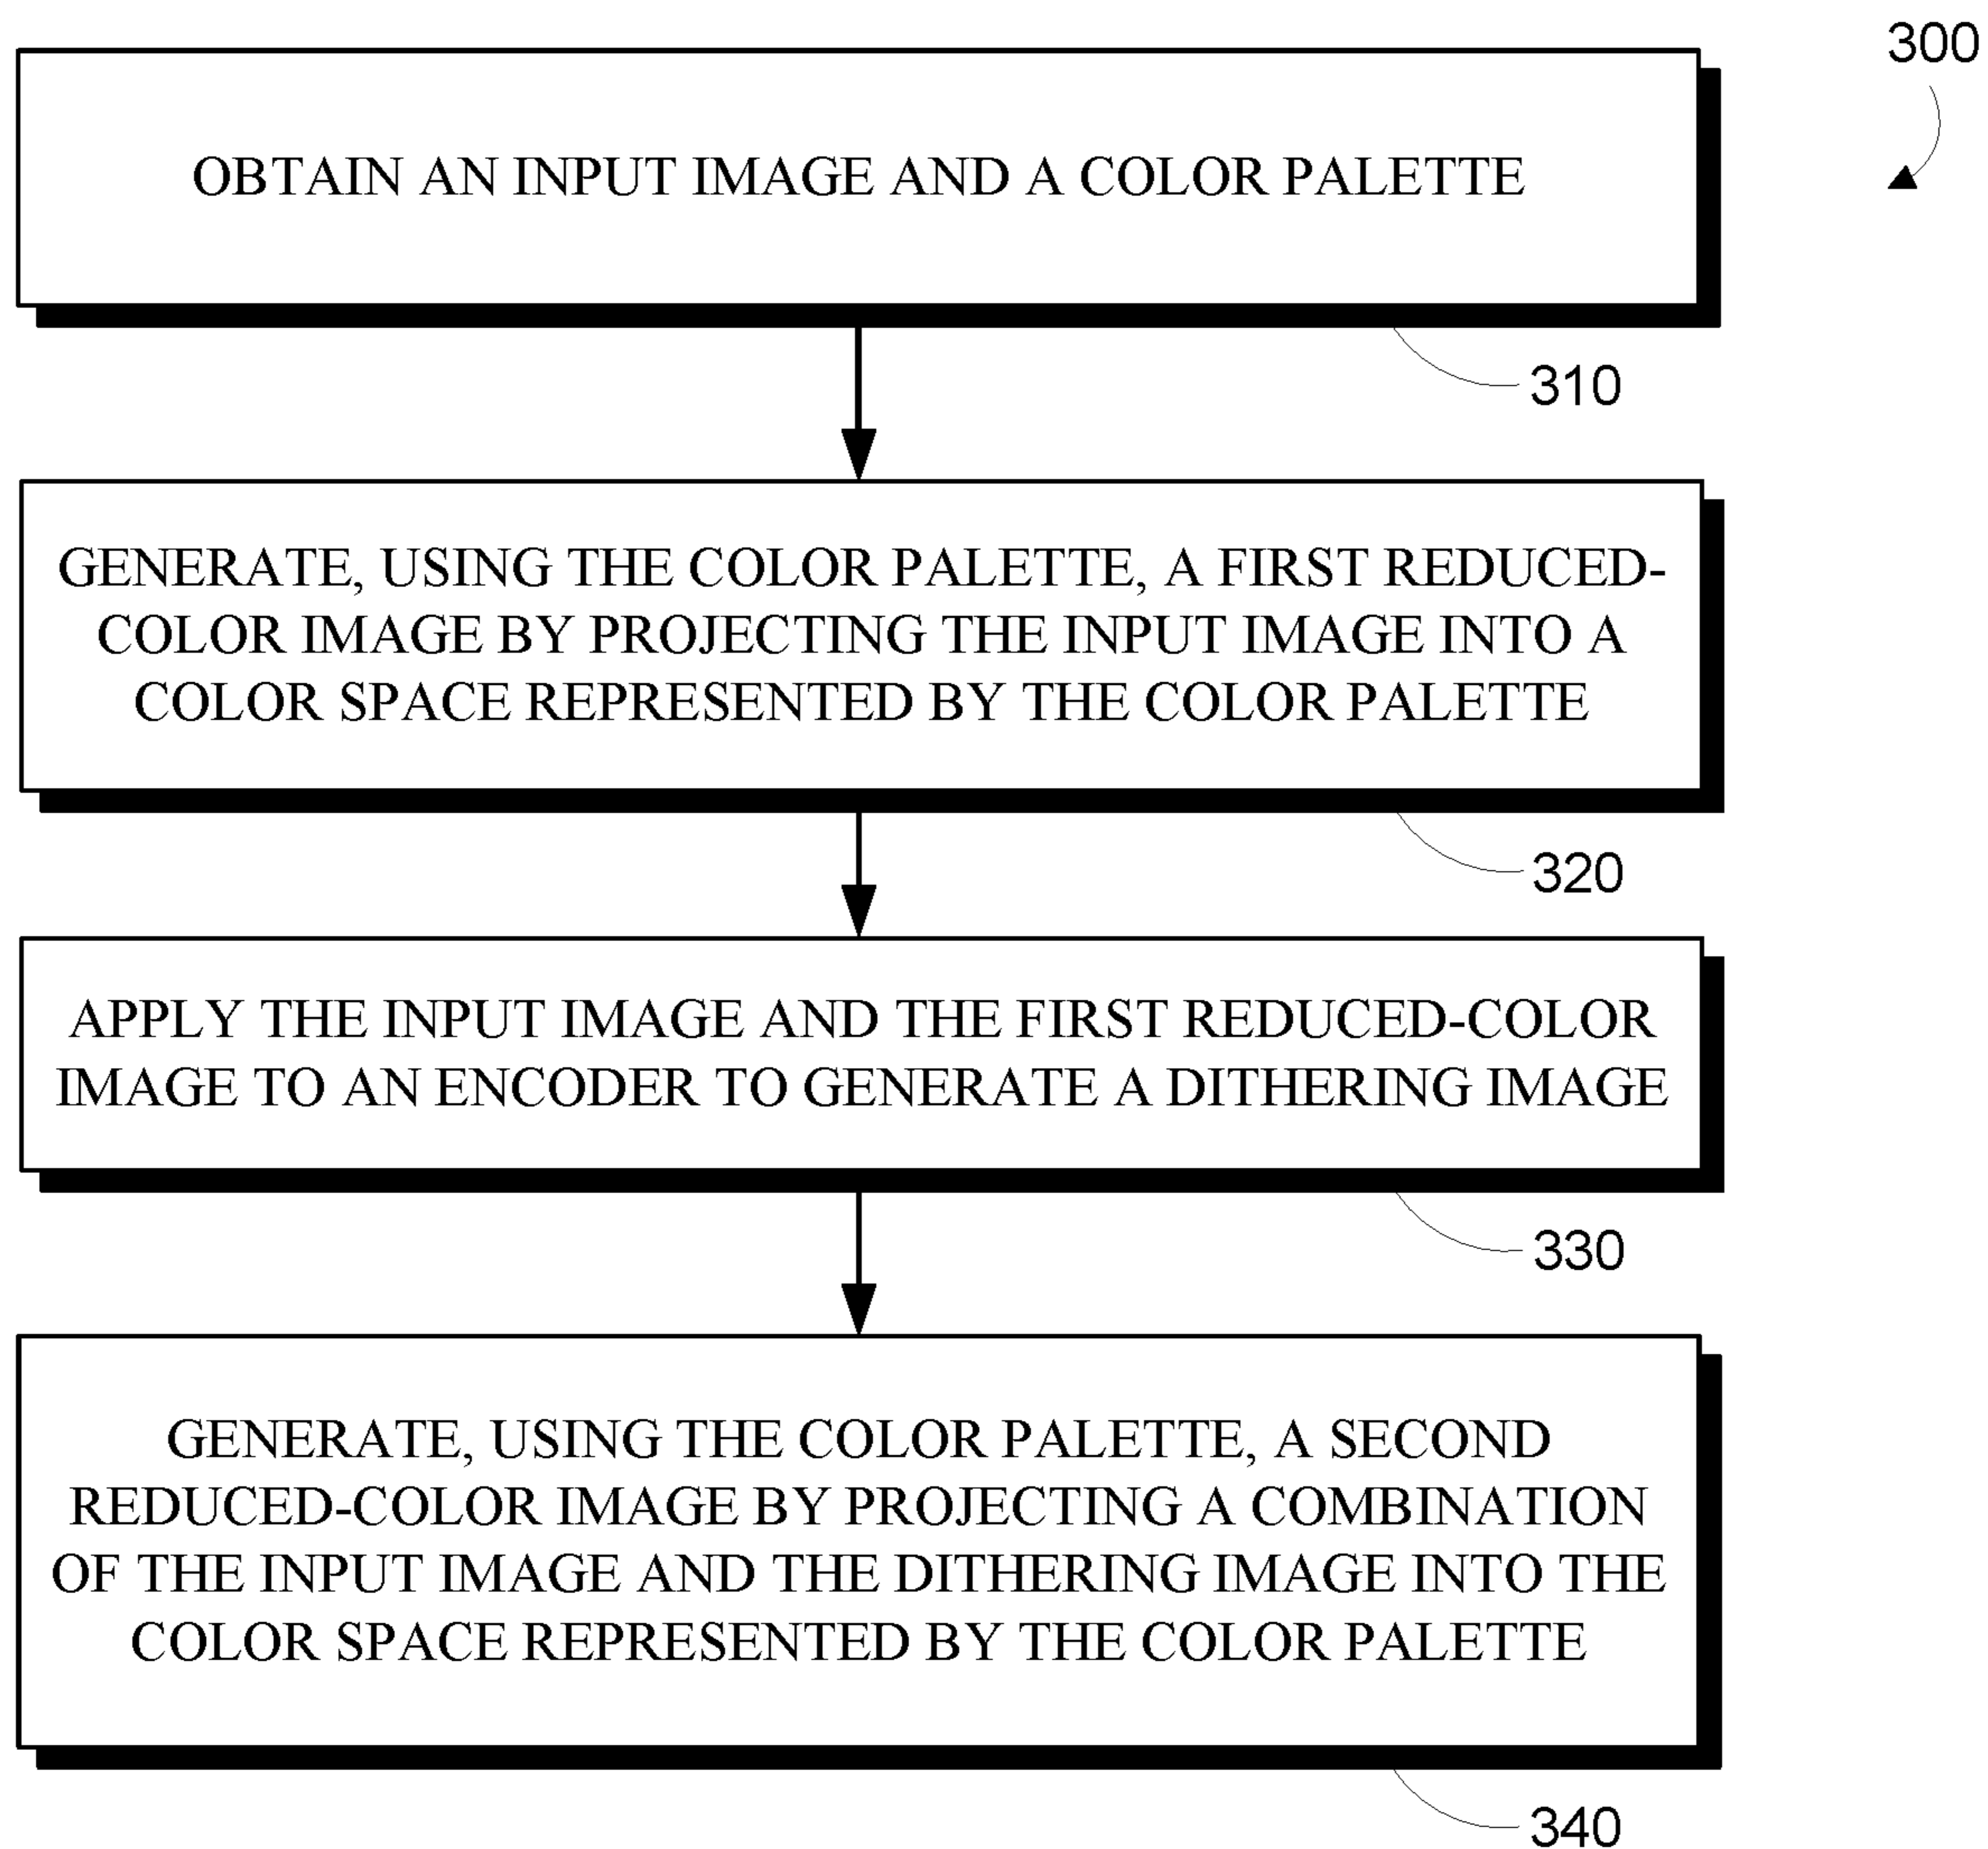 300
OBTAIN AN INPUT IMAGE AND A COLOR PALETTE
310
GENERATE, USING THE COLOR PALETTE, A FIRST REDUCED-
COLOR IMAGE BY PROJECTING THE INPUT IMAGE INTO A
COLOR SPACE REPRESENTED BY THE COLOR PALETTE
320
APPLY THE INPUT IMAGE AND THE FIRST REDUCED-COLOR
IMAGE TO AN ENCODER TO GENERATE A DITHERING IMAGE
330
GENERATE, USING THE COLOR PALETTE, A SECOND
REDUCED-COLOR IMAGE BY PROJECTING A COMBINATION
OF THE INPUT IMAGE AND THE DITHERING IMAGE INTO THE
COLOR SPACE REPRESENTED BY THE COLOR PALETTE
340